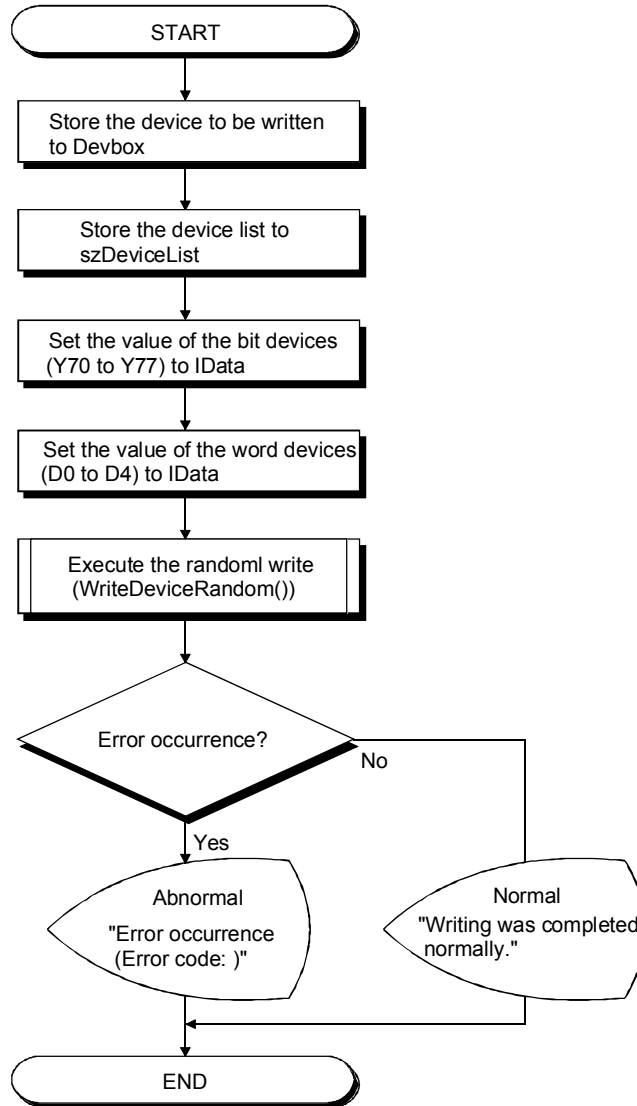 START
Store the device to be written
to Devbox
Store the device list to
szDeviceList
Set the value of the bit devices
(Y70 to Y77) to IData
Set the value of the word devices
(D0 to D4) to IData
Execute the randoml write
(WriteDeviceRandom())
Error occurrence?
No
Yes
Abnormal
"Error occurrence
(Error code: )"
Normal
"Writing was completed
normally."
END